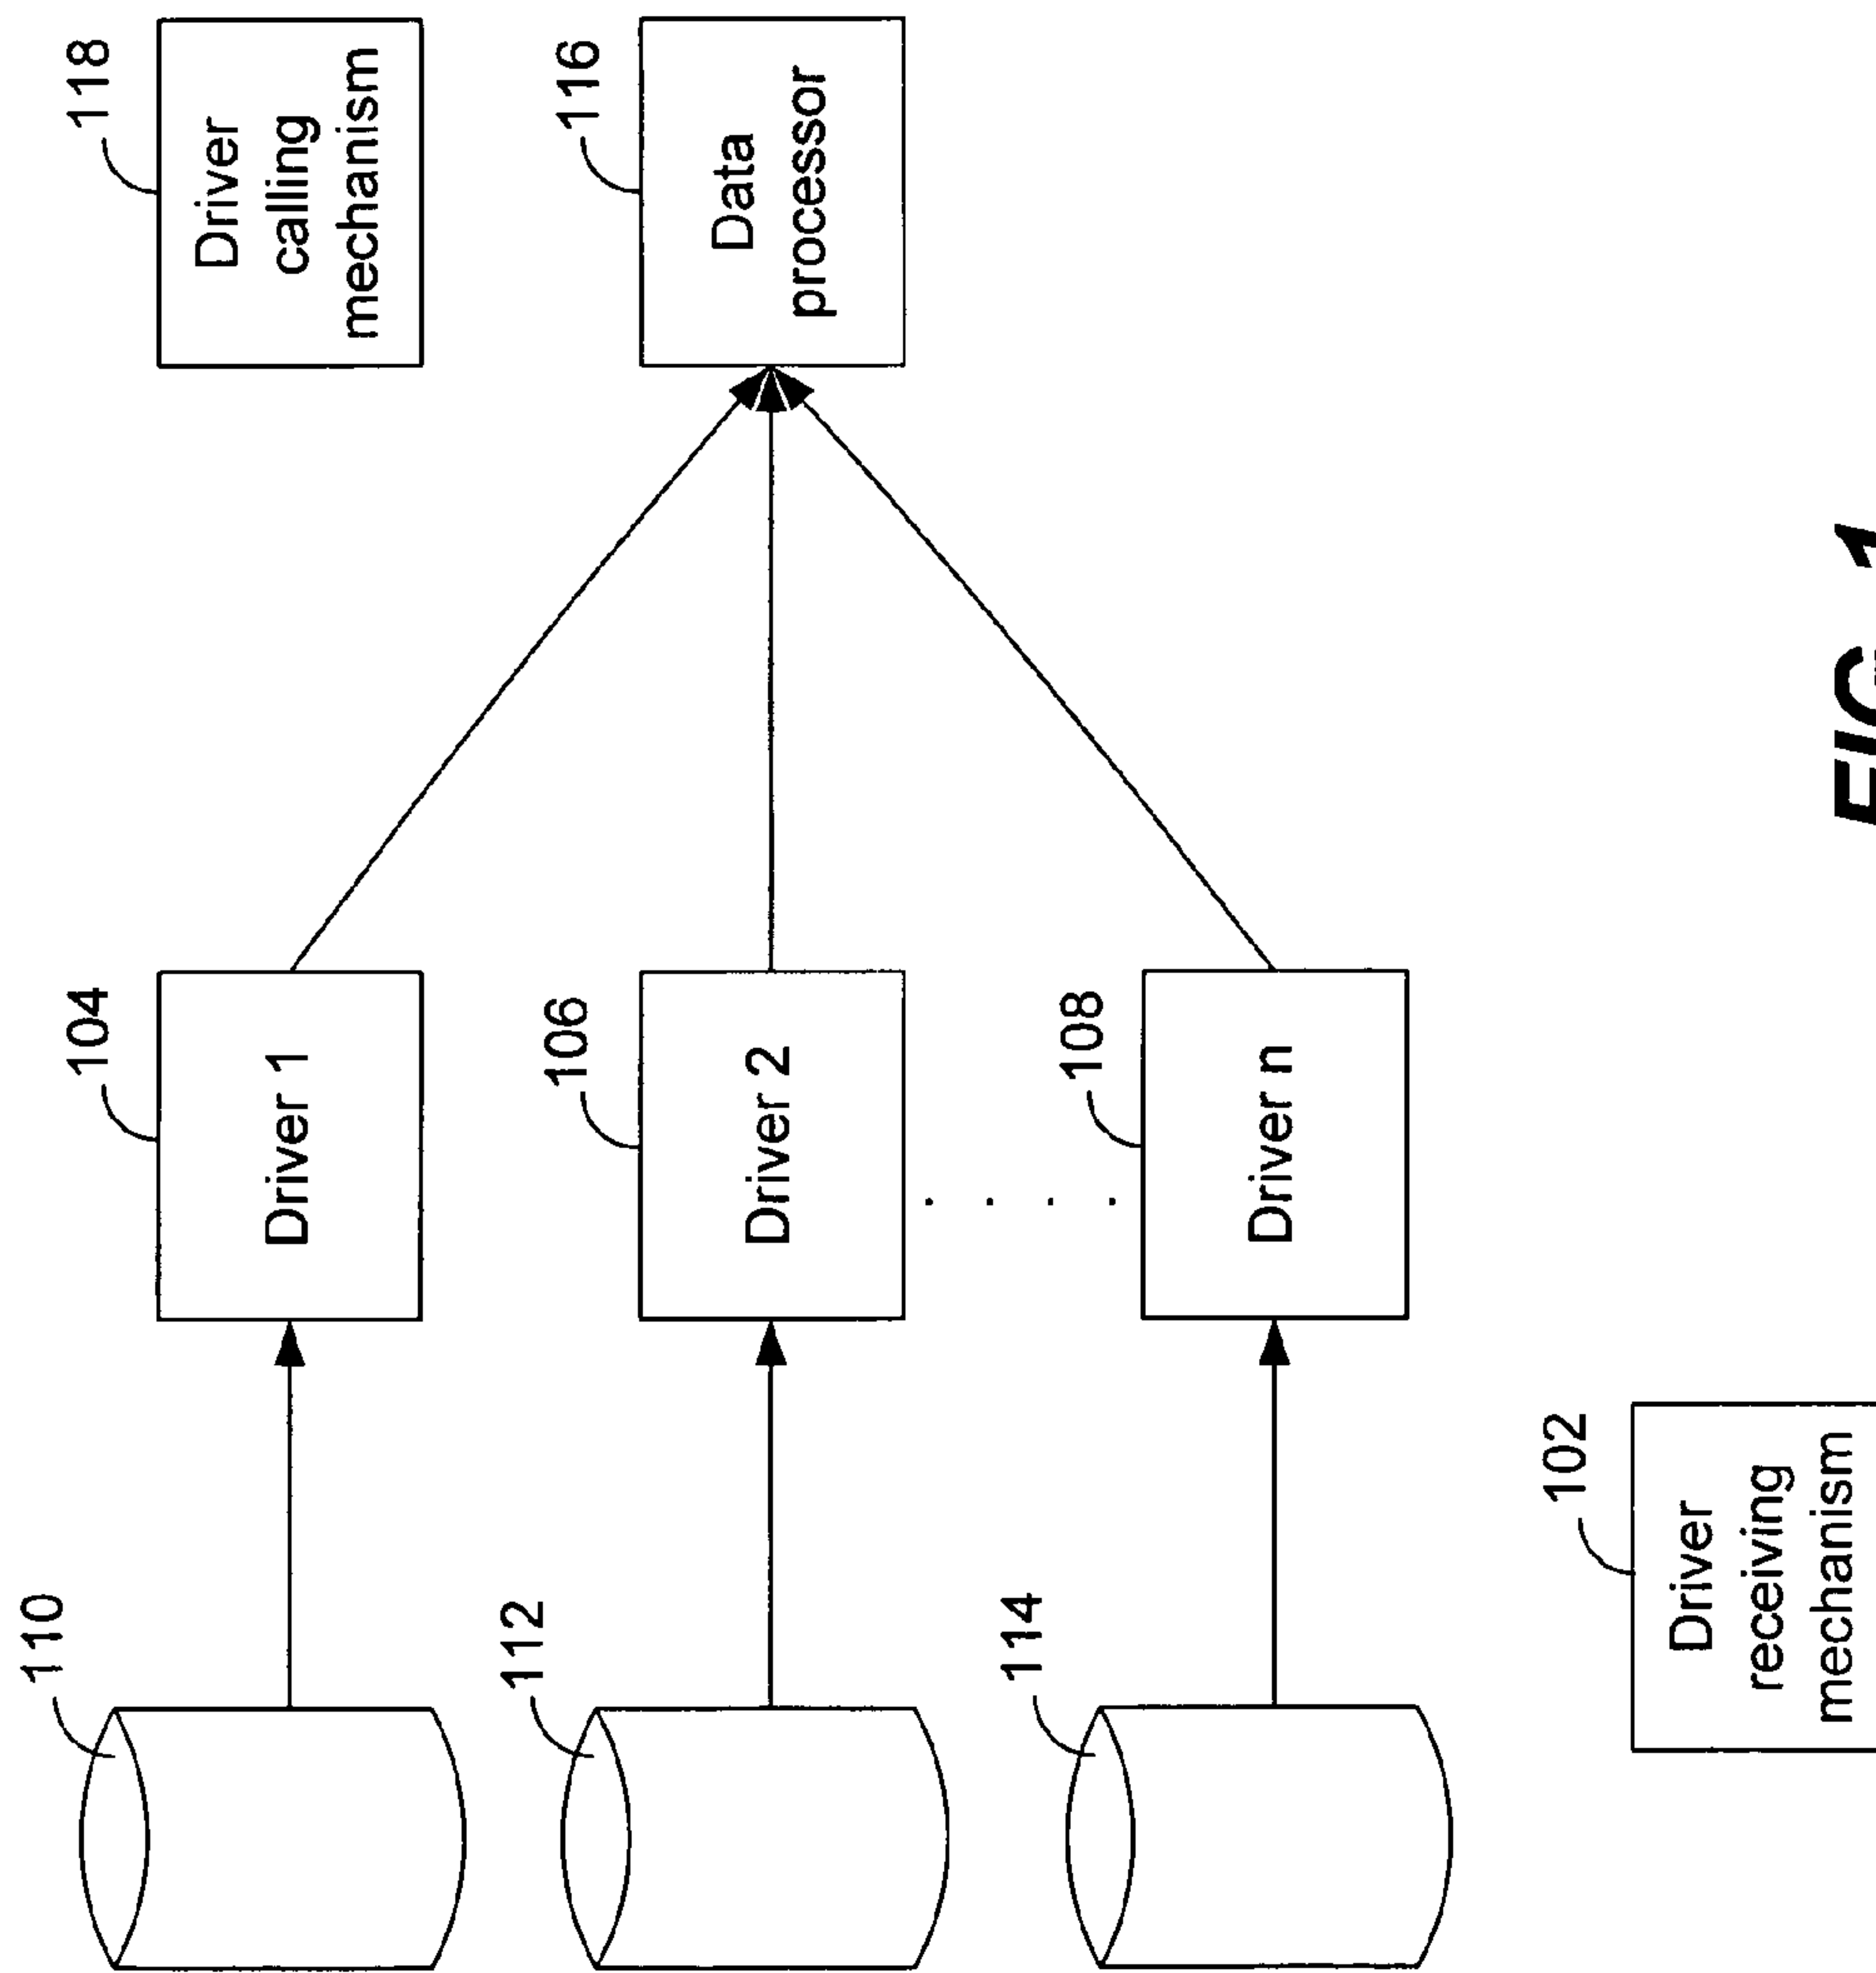 110
104
118
Driver 1
Driver
calling
mechanism
112
106
116
Driver 2
Data
processor
. . . .
114
108
Driver n
102
Driver
receiving
mechanism